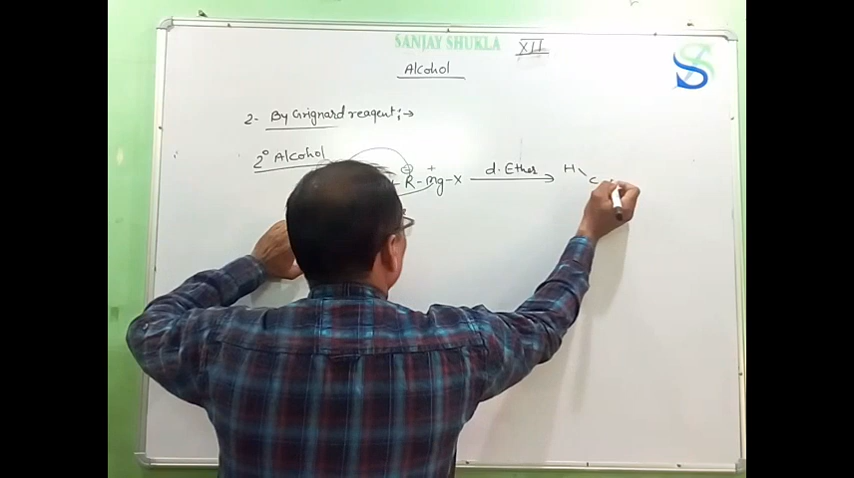 SANJAY SHUKLA XII
Alcohol
2- By Grignard reagent :→
2° Alcohol
R - mg - X d. Ether → H
C